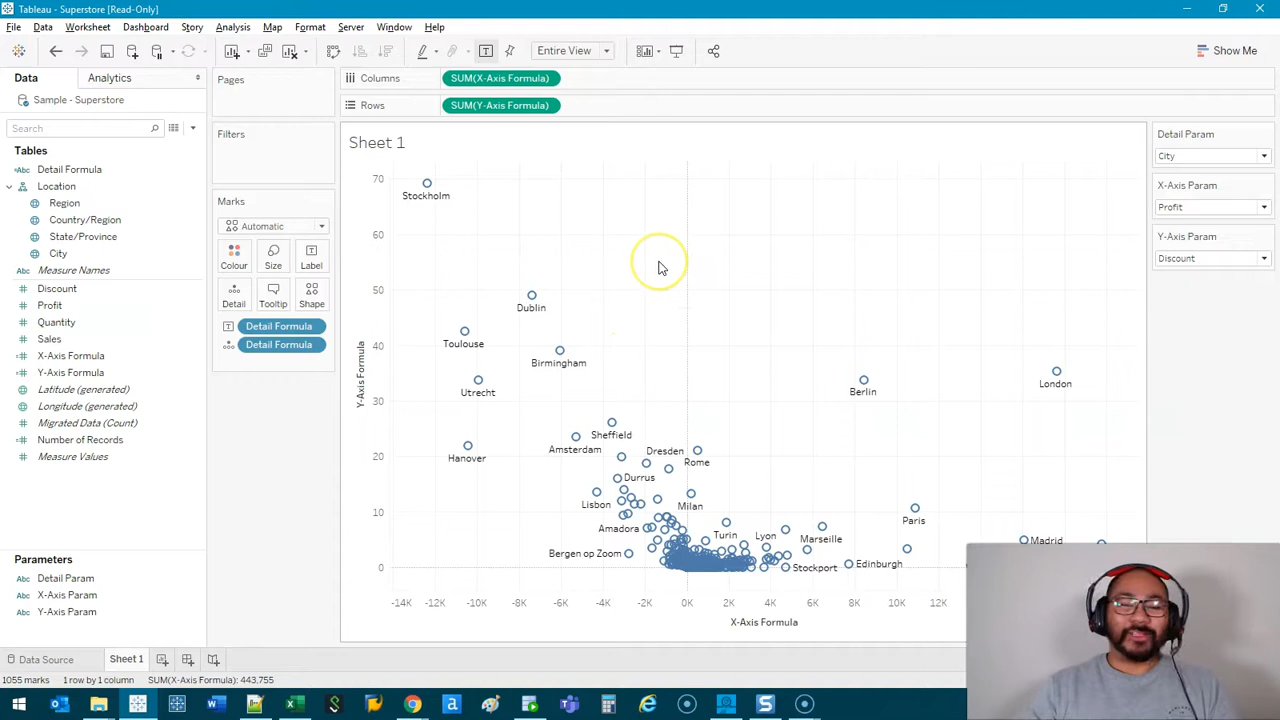 Tableau - Superstore [Read-Only]
File Data Worksheet Dashboard Story Analysis Map Format Server Window Help
Entire View
Show Me
Data Analytics
Sample - Superstore
Search
Tables
Abc Detail Formula
Location
Region
Country/Region
State/Province
City
Abc Measure Names
Discount
Profit
Quantity
Sales
X-Axis Formula
Y-Axis Formula
Latitude (generated)
Longitude (generated)
Migrated Data (Count)
Number of Records
Measure Values
Parameters
Abc Detail Param
Abc X-Axis Param
Abc Y-Axis Param
Pages
Filters
Marks
Automatic
Colour Size Label
Detail Tooltip Shape
Detail Formula
Detail Formula
Columns SUM(X-Axis Formula)
Rows SUM(Y-Axis Formula)
Sheet 1
Y-Axis Formula
70
60
50
40
30
20
10
0
Stockholm
Dublin
Toulouse
Birmingham
Utrecht
Berlin
London
Sheffield
Amsterdam
Dresden
Rome
Hanover
Durrus
Lisbon
Milan
Paris
Amadora
Turin
Lyon
Marseille
Madrid
Bergen op Zoom
Stockport
Edinburgh
-14K -12K -10K -8K -6K -4K -2K 0K 2K 4K 6K 8K 10K 12K
X-Axis Formula
Detail Param
City
X-Axis Param
Profit
Y-Axis Param
Discount
Data Source Sheet 1
1055 marks 1 row by 1 column SUM(X-Axis Formula): 443.755